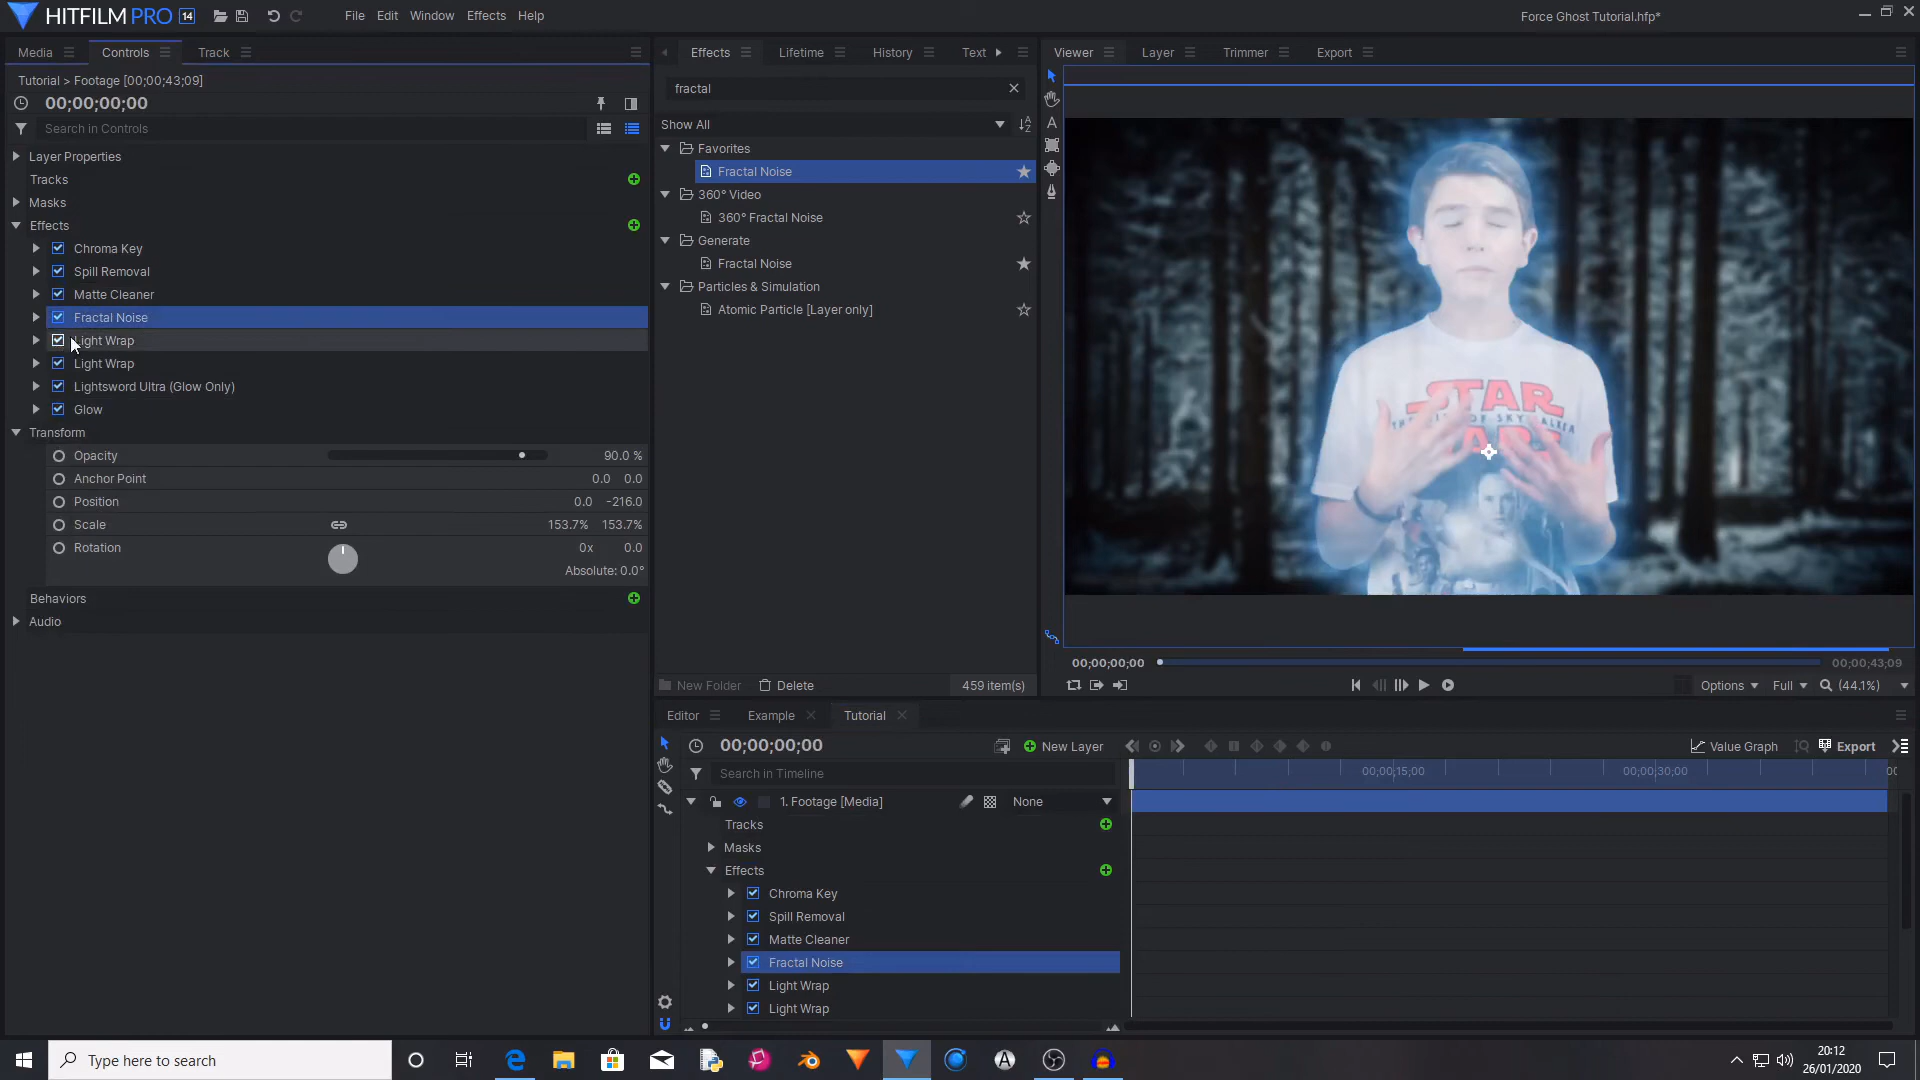 HITFILM PRO 14
File Edit Window Effects Help
Force Ghost Tutorial.hfp*
Media Controls Track
Tutorial > Footage [00;00;43;09]
00;00;00;00
Search in Controls
Layer Properties
Tracks
Masks
Effects
Chroma Key
Spill Removal
Matte Cleaner
Fractal Noise
Light Wrap
Light Wrap
Lightsword Ultra (Glow Only)
Glow
Transform
Opacity 90.0 %
Anchor Point 0.0 0.0
Position 0.0 -216.0
Scale 153.7% 153.7%
Rotation 0x 0.0
Absolute: 0.0°
Behaviors
Audio
Effects Lifetime History Text
fractal
Show All
Favorites
Fractal Noise
360° Video
360° Fractal Noise
Generate
Fractal Noise
Particles & Simulation
Atomic Particle [Layer only]
New Folder Delete 459 item(s)
Viewer Layer Trimmer Export
STAR
OF SKYWALKER
WARS
00;00;00;00 00;00;43;09
Options Full (44.1%)
Editor Example Tutorial
00;00;00;00 New Layer Value Graph Export
Search in Timeline
00;00;15;00 00;00;30;00
1. Footage [Media] None
Tracks
Masks
Effects
Chroma Key
Spill Removal
Matte Cleaner
Fractal Noise
Light Wrap
Light Wrap
Type here to search
20:12
26/01/2020